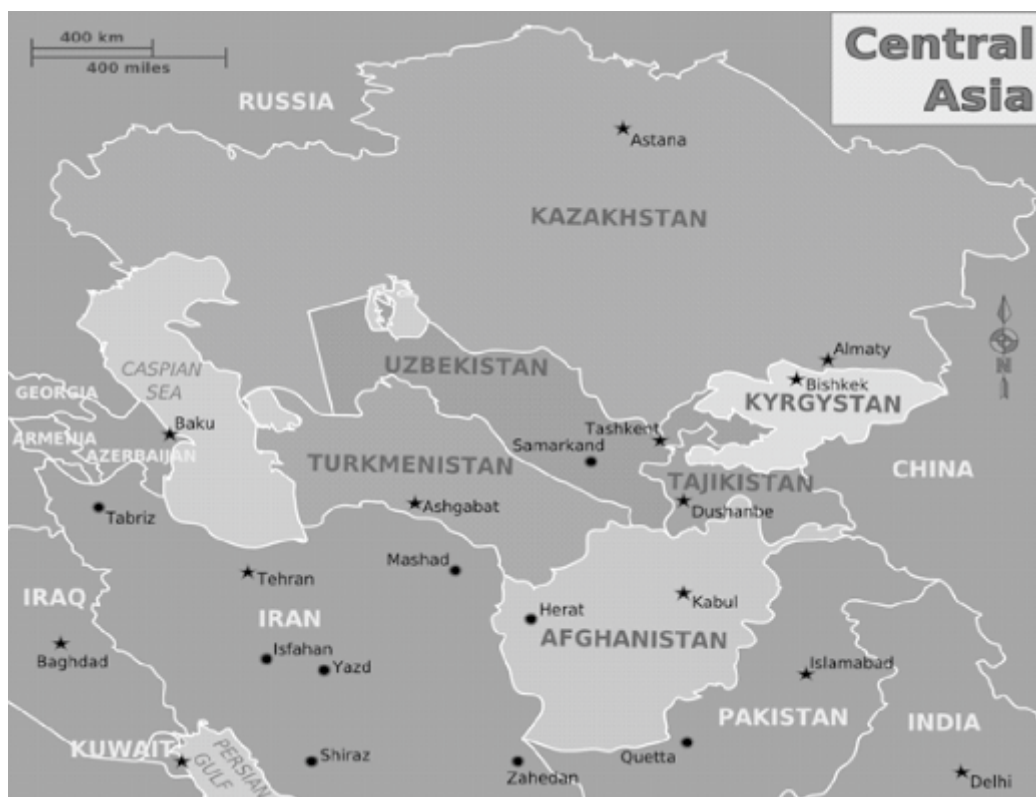 400 km
400 miles
Central
Asia
RUSSIA
Astana
KAZAKHSTAN
CASPIAN
SEA
UZBEKISTAN
Almaty
Bishkek
KYRGYSTAN
N
GEORGIA
ARMENIA
AZERBAIJAN
Baku
Tashkent
Samarkand
TURKMENISTAN
TAJIKISTAN
CHINA
Tabriz
Ashgabat
Dushanbe
Mashad
Tehran
IRAQ
IRAN
Herat
Kabul
AFGHANISTAN
Baghdad
Isfahan
Yazd
Islamabad
PAKISTAN
INDIA
KUWAIT
PERSIAN
GULF
Shiraz
Zahedan
Quetta
Delhi